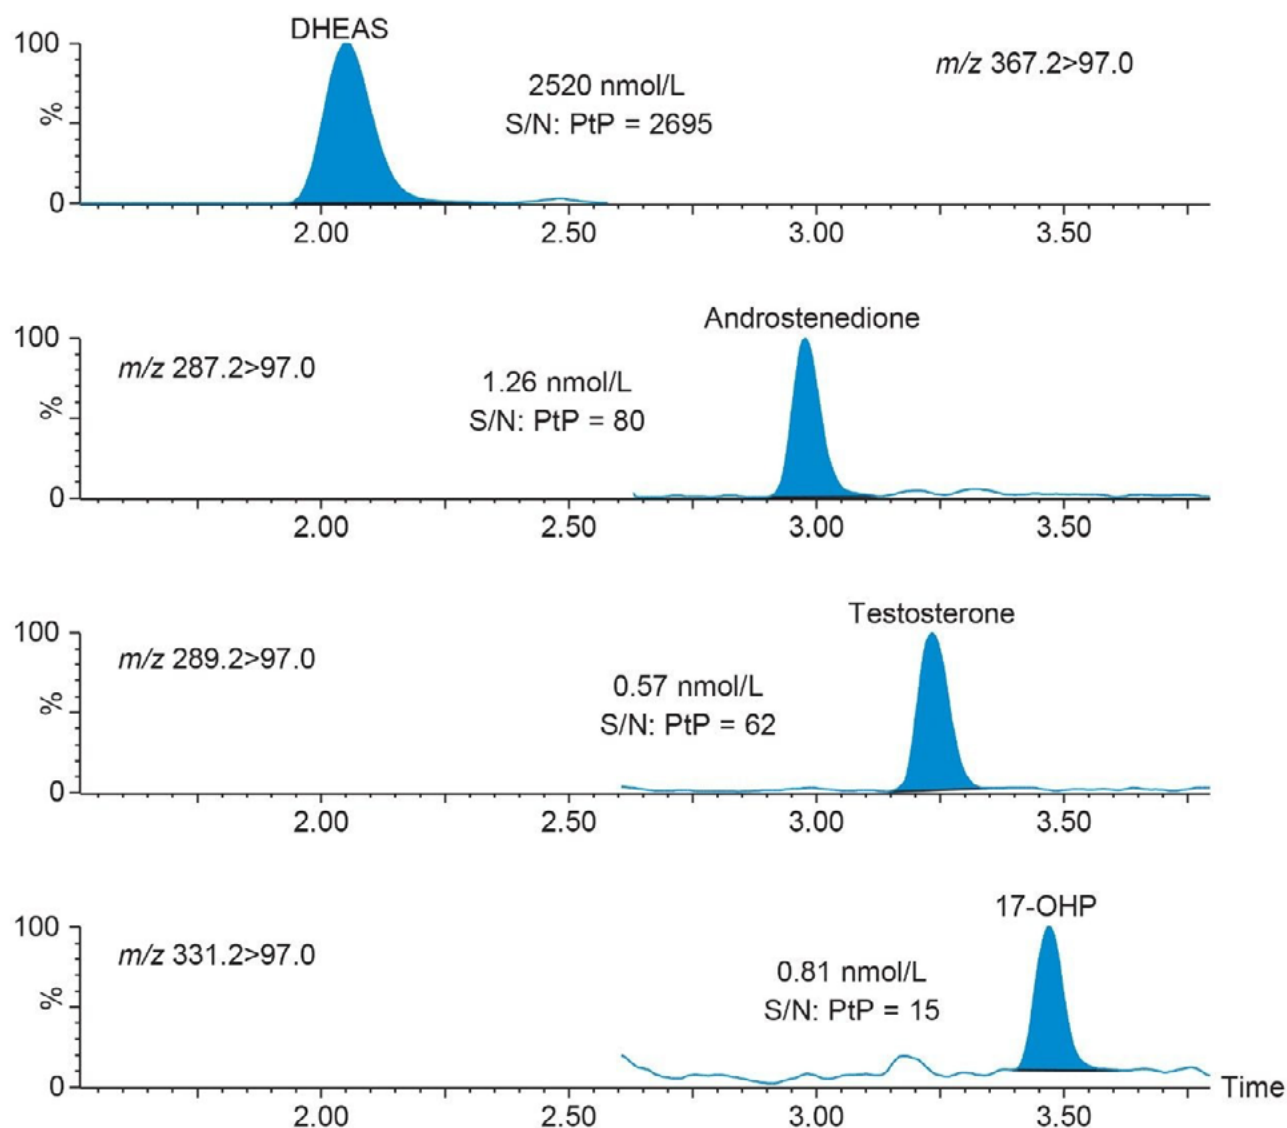 DHEAS
100
%
0
2520 nmol/L
S/N: PtP = 2695
m/z 367.2>97.0
2.00 2.50 3.00 3.50
Androstenedione
100
%
0
m/z 287.2>97.0
1.26 nmol/L
S/N: PtP = 80
2.00 2.50 3.00 3.50
Testosterone
100
%
0
m/z 289.2>97.0
0.57 nmol/L
S/N: PtP = 62
2.00 2.50 3.00 3.50
17-OHP
100
%
0
m/z 331.2>97.0
0.81 nmol/L
S/N: PtP = 15
Time
2.00 2.50 3.00 3.50